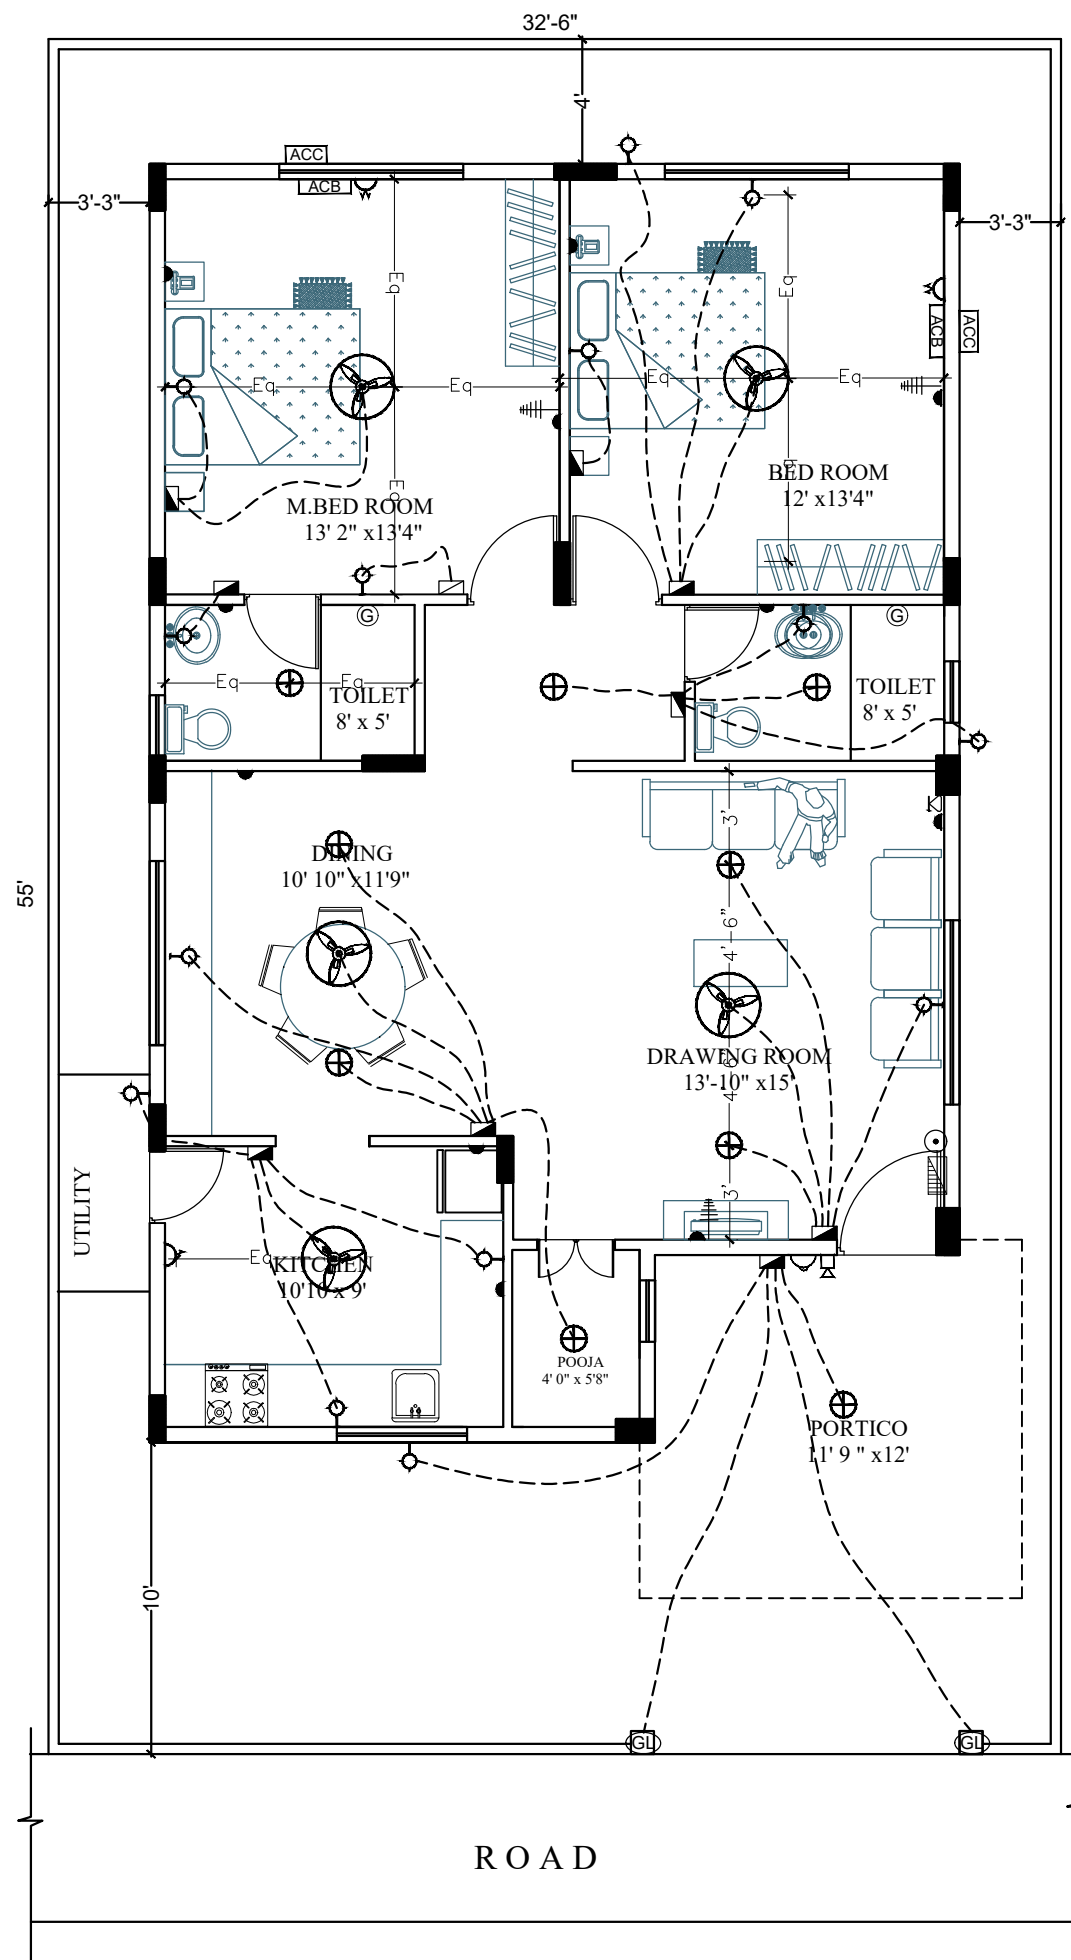 32'-6"
4'
ACC
ACB
3'-3"
3'-3"
Eq
Eq
ACB
ACC
Eq
Eq
Eq
Eq
Eq
Eq
BED ROOM
12' x13'4"
M.BED ROOM
13' 2" x13'4"
G
G
Eq
Eq
TOILET
8' x 5'
TOILET
8' x 5'
3'
DINING
10' 10" x11'9"
55'
4'-6"
DRAWING ROOM
13'-10" x15'
4'-6"
UTILITY
3'
Eq
KITCHEN
10'10 x 9'
POOJA
4' 0" x 5'8"
PORTICO
11' 9 " x12'
10'
GL
GL
ROAD